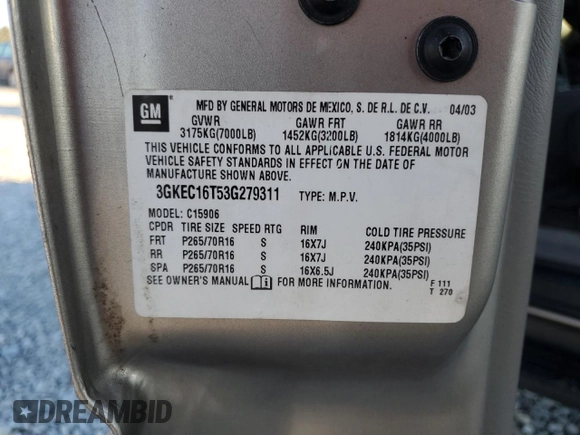 GM
MFD BY GENERAL MOTORS DE MEXICO, S. DE R.L. DE C.V. 04/03
GVWR GAWR FRT GAWR RR
3175KG(7000LB) 1452KG(3200LB) 1814KG(4000LB)
THIS VEHICLE CONFORMS TO ALL APPLICABLE U.S. FEDERAL MOTOR
VEHICLE SAFETY STANDARDS IN EFFECT ON THE DATE OF
MANUFACTURE SHOWN ABOVE.
3GKEC16T53G279311 TYPE: M.P.V.
MODEL: C15906
CPDR TIRE SIZE SPEED RTG RIM COLD TIRE PRESSURE
FRT P265/70R16 S 16X7J 240KPA(35PSI)
RR P265/70R16 S 16X7J 240KPA(35PSI)
SPA P265/70R16 S 16X6.5J 240KPA(35PSI)
SEE OWNER'S MANUAL FOR MORE INFORMATION. F 111
T 270
DREAMBID